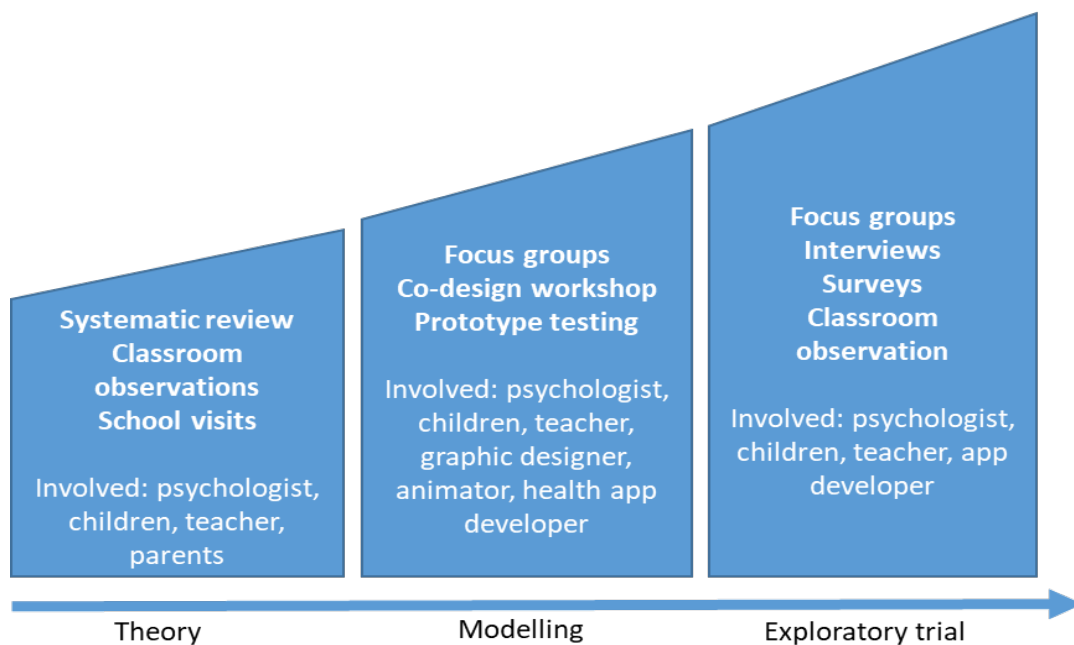 Systematic review
Classroom
observations
School visits
Involved: psychologist,
children, teacher,
parents
Focus groups
Co-design workshop
Prototype testing
Involved: psychologist,
children, teacher,
graphic designer,
animator, health app
developer
Focus groups
Interviews
Surveys
Classroom
observation
Involved: psychologist,
children, teacher, app
developer
Theory
Modelling
Exploratory trial